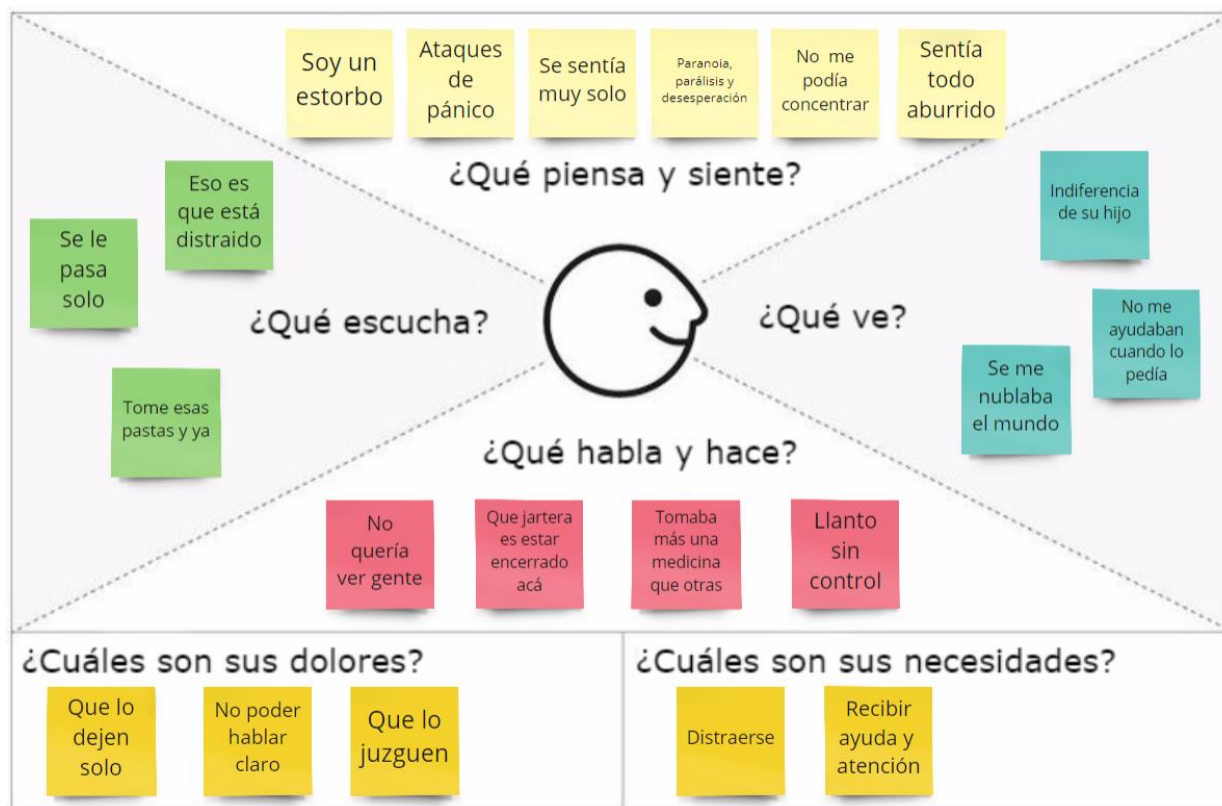 Soy un
estorbo
Ataques
de
pánico
Se sentía
muy solo
Paranoia,
parálisis y
desesperación
No me
podía
concentrar
Sentía
todo
aburrido
¿Qué piensa y siente?
Eso es
que está
distraido
Se le
pasa
solo
¿Qué escucha?
Tome esas
pastas y ya
¿Qué ve?
Indiferencia
de su hijo
No me
ayudaban
cuando lo
pedía
Se me
nublaba
el mundo
¿Qué habla y hace?
No
quería
ver gente
Que jartera
es estar
encerrado
acá
Tomaba
más una
medicina
que otras
Llanto
sin
control
¿Cuáles son sus dolores?
Que lo
dejen
solo
No poder
hablar
claro
Que lo
juzguen
¿Cuáles son sus necesidades?
Distraerse
Recibir
ayuda y
atención